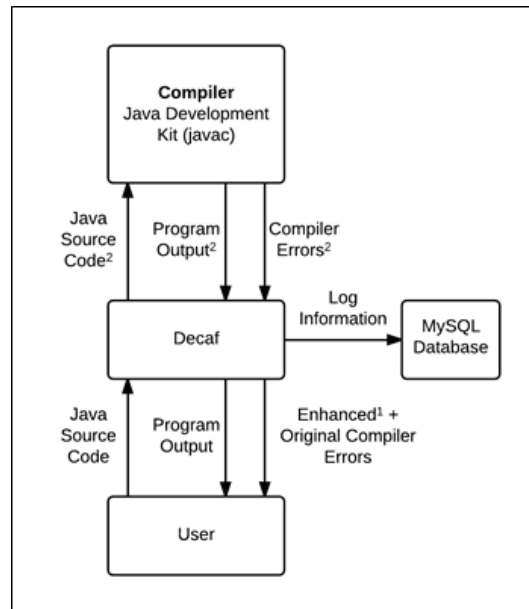 Compiler
Java Development
Kit (javac)
Java
Source
Code²
Program
Output²
Compiler
Errors²
Decaf
Log
Information
MySQL
Database
Java
Source
Code
Program
Output
Enhanced¹ +
Original Compiler
Errors
User